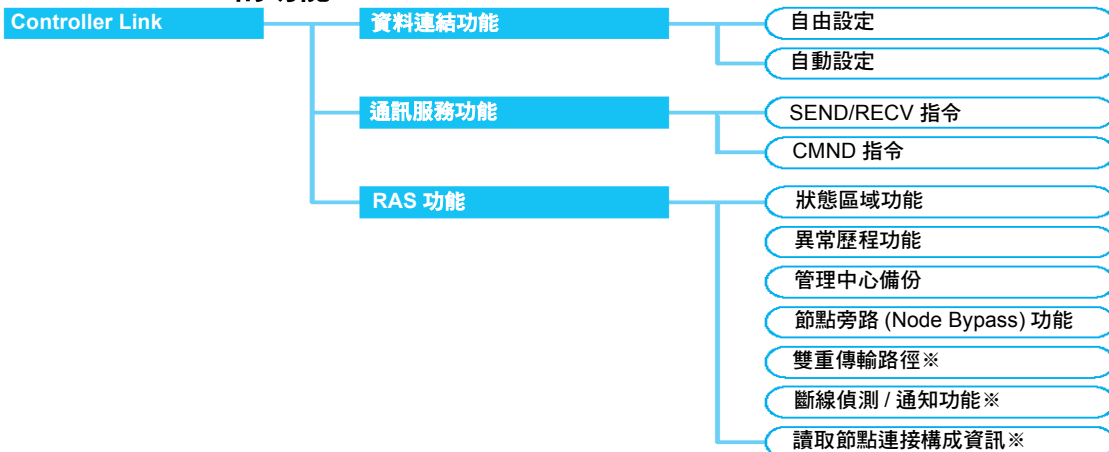 Controller Link
資料連結功能
自由設定
自動設定
通訊服務功能
SEND/RECV 指令
CMND 指令
RAS 功能
狀態區域功能
異常歷程功能
管理中心備份
節點旁路 (Node Bypass) 功能
雙重傳輸路徑※
斷線偵測 / 通知功能※
讀取節點連接構成資訊※